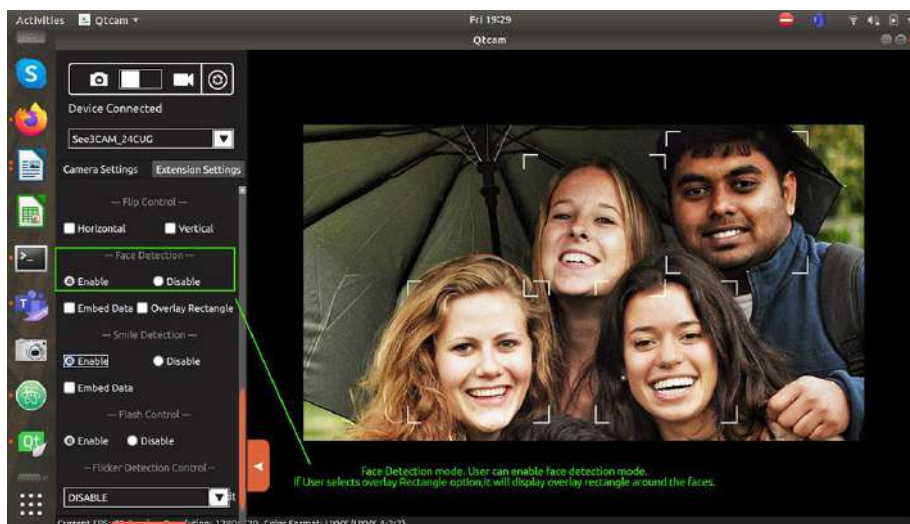 Activities
Qtcam
Fri 19:29
Qtcam
Device Connected
See3CAM_24CUG
Camera Settings Extension Settings
--- Flip Control ---
Horizontal Vertical
--- Face Detection ---
Enable Disable
Embed Data Overlay Rectangle
--- Smile Detection ---
Enable Disable
Embed Data
--- Flash Control ---
Enable Disable
--- Flicker Detection Control ---
DISABLE
Face Detection mode. User can enable face detection mode.
If User selects overlay Rectangle option,it will display overlay rectangle around the faces.